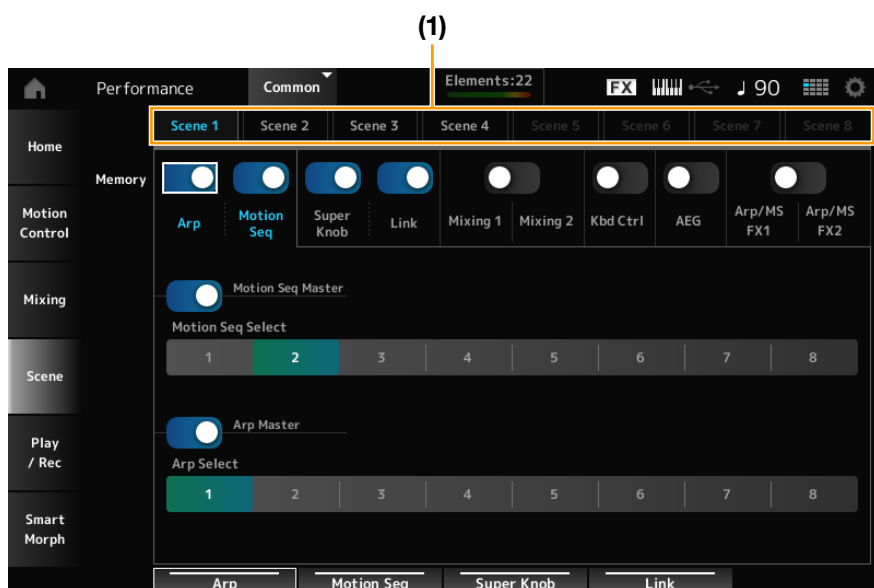 (1)
Performance Common Elements:22 FX 90
Scene 1 Scene 2 Scene 3 Scene 4 Scene 5 Scene 6 Scene 7 Scene 8
Home
Memory
Arp Motion Seq Super Knob Link Mixing 1 Mixing 2 Kbd Ctrl AEG Arp/MS FX1 Arp/MS FX2
Motion
Control
Motion Seq Master
Mixing
Motion Seq Select
1 2 3 4 5 6 7 8
Scene
Arp Master
Play
/ Rec
Arp Select
1 2 3 4 5 6 7 8
Smart
Morph
Arp Motion Seq Super Knob Link